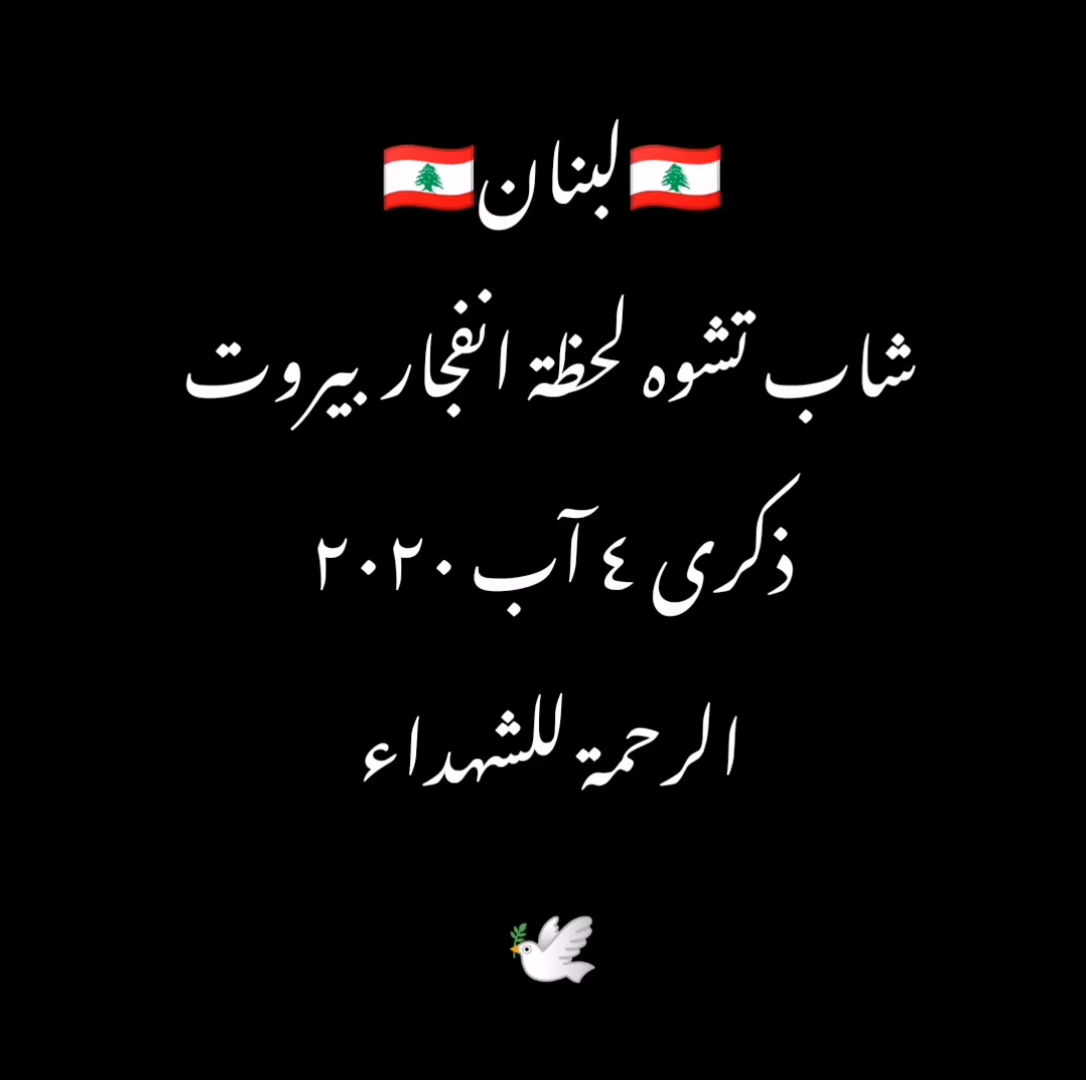 🇱🇧لبنان🇱🇧
شاب تشوه لحظة انفجار بيروت
ذكرى ٤ آب ٢٠٢٠
الرحمة للشهداء